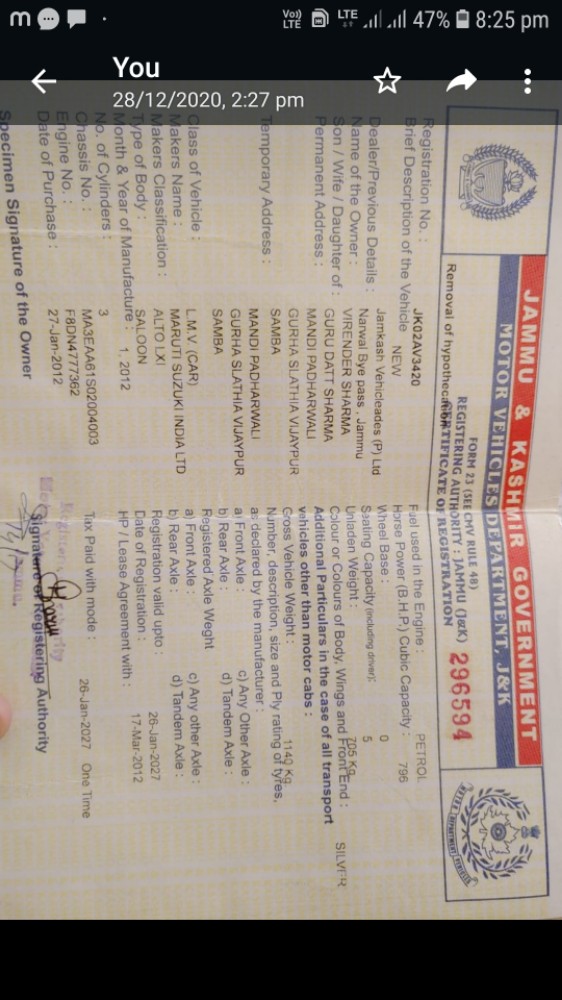 8:25 pm
47%
LTE
Vo))
LTE
m
You
28/12/2020, 2:27 pm
JAMMU & KASHMIR GOVERNMENT
MOTOR VEHICLES DEPARTMENT, J&K
FORM 23 (SEE CMV RULE 48)
REGISTERING AUTHORITY : JAMMU (J&K) 296594
CERTIFICATE OF REGISTRATION
Removal of hypothecation
Registration No. : JK02AV3420
Brief Description of the Vehicle NEW
Dealer/Previous Details : Jamkash Vehicleades (P) Ltd
Narwal Bye pass , Jammu
Name of the Owner : VIRENDER SHARMA
Son / Wife / Daughter of : GURU DATT SHARMA
Permanent Address : MANDI PADHARWALI
GURHA SLATHIA VIJAYPUR
SAMBA
Temporary Address : MANDI PADHARWALI
GURHA SLATHIA VIJAYPUR
SAMBA
Class of Vehicle : L.M.V (CAR)
Makers Name : MARUTI SUZUKI INDIA LTD
Makers Classification : ALTO LXI
Type of Body : SALOON
Month & Year of Manufacture : 1, 2012
No. of Cylinders : 3
Chassis No. : MA3EAA61S02004003
Engine No. : F8DN4777362
Date of Purchase : 27-Jan-2012
Specimen Signature of the Owner
Fuel used in the Engine : PETROL
Horse Power (B.H.P.) Cubic Capacity : 796
Wheel Base : 0
Seating Capacity (including driver): 5
Unladen Weight : 705 Kg
Colour or Colours of Body, Wings and Front End : SILVER
Additional Particulars in the case of all transport
vehicles other than motor cabs :
Gross Vehicle Weight : 1140 Kg
Number, description, size and Ply rating of tyres,
as declared by the manufacturer :
a) Front Axle : c) Any Other Axle :
b) Rear Axle : d) Tandem Axle :
Registered Axle Weght
a) Front Axle : c) Any other Axle :
b) Rear Axle : d) Tandem Axle :
Registration valid upto : 26-Jan-2027
Date of Registration : 17-Mar-2012
HP / Lease Agreement with :
Tax Paid with mode : 26-Jan-2027 One Time
Signature of Registering Authority